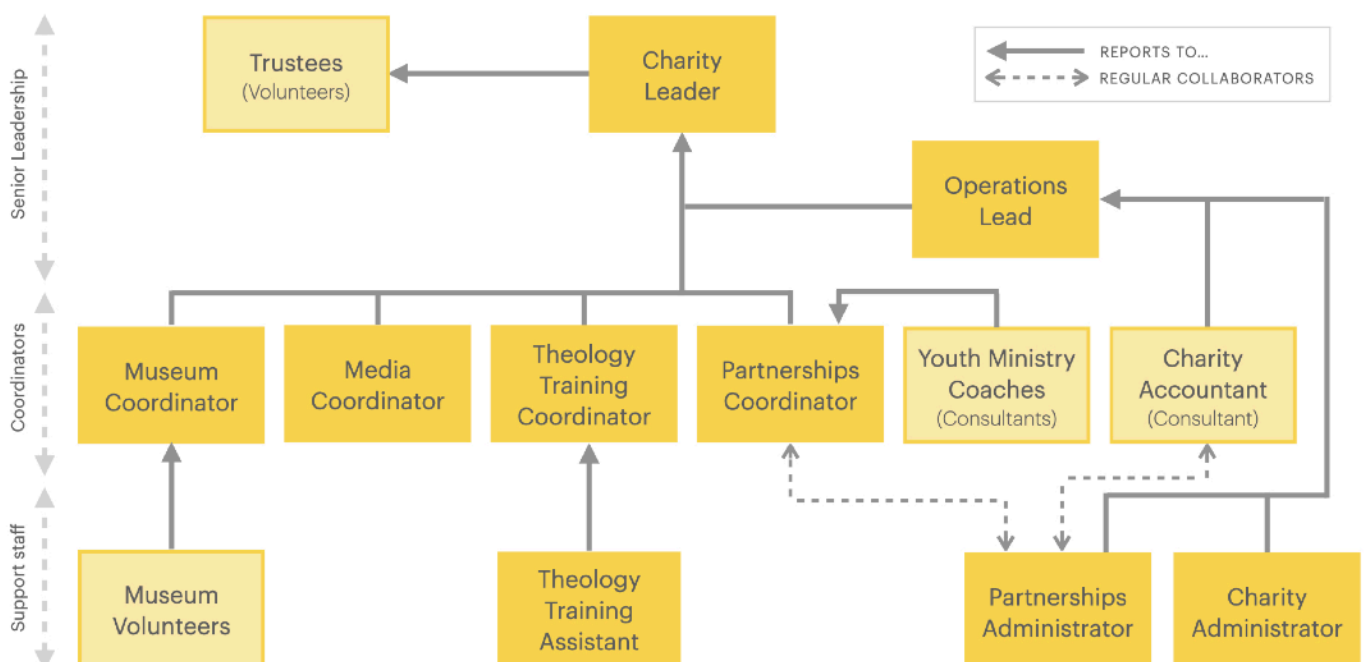 Senior Leadership
Trustees
(Volunteers)
Charity
Leader
REPORTS TO...
REGULAR COLLABORATORS
Operations
Lead
Coordinators
Museum
Coordinator
Media
Coordinator
Theology
Training
Coordinator
Partnerships
Coordinator
Youth Ministry
Coaches
(Consultants)
Charity
Accountant
(Consultant)
Support staff
Museum
Volunteers
Theology
Training
Assistant
Partnerships
Administrator
Charity
Administrator